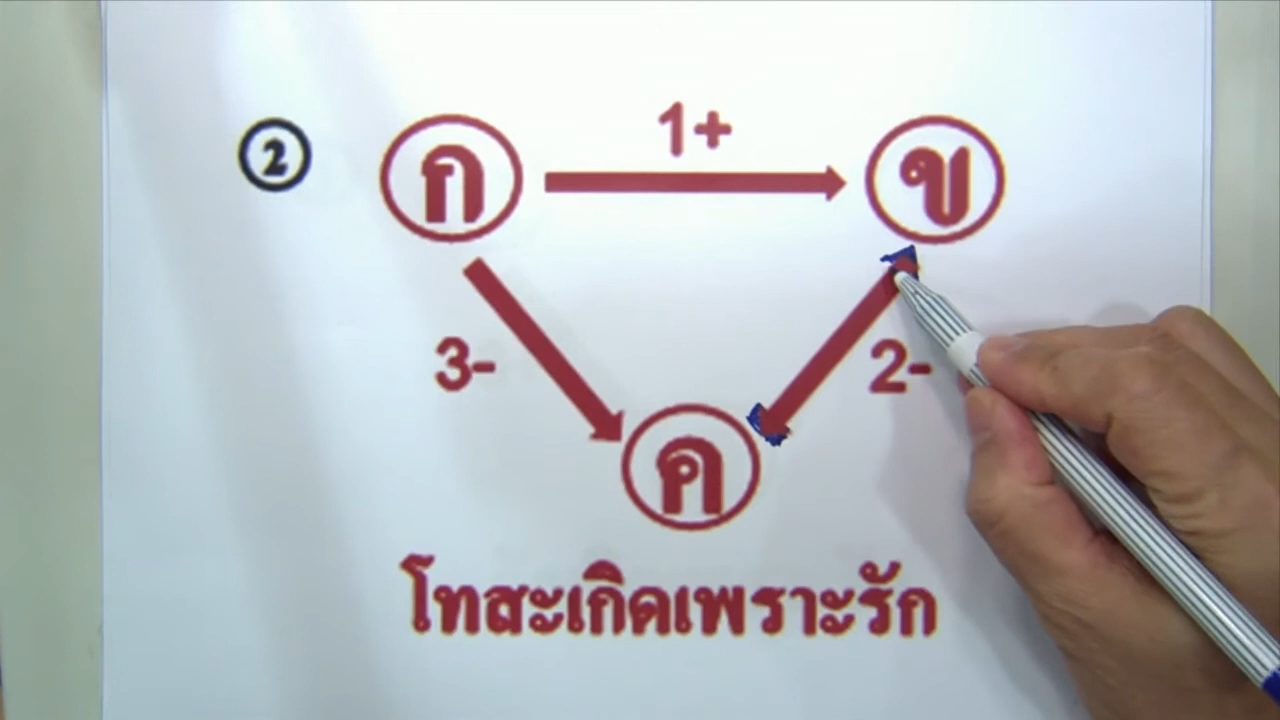 2
ก 1+ ข
3- 2-
ค
โทสะเกิดเพราะรัก